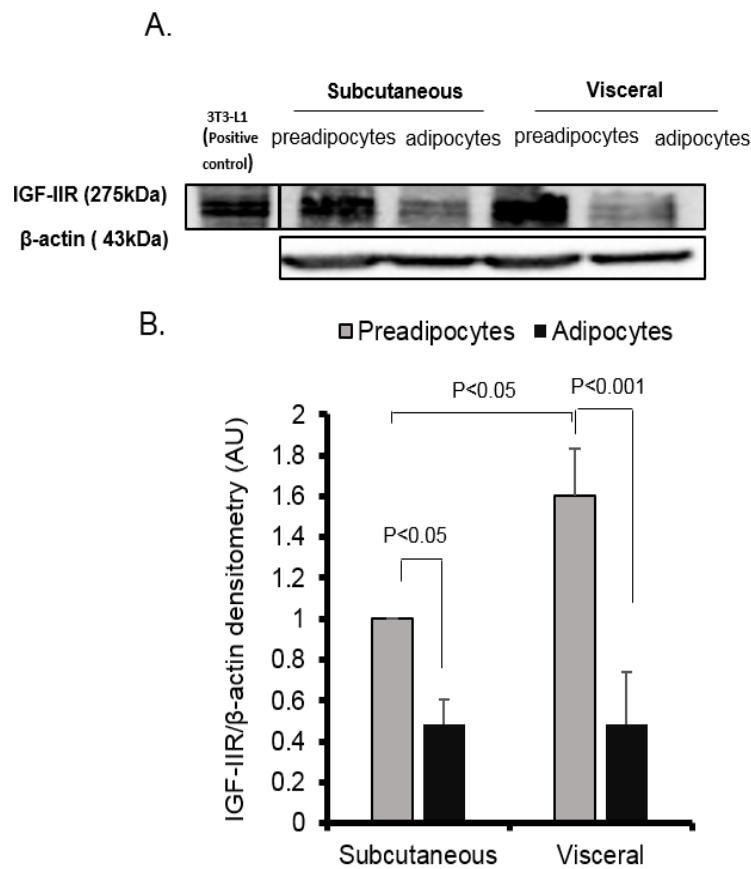 A.
Subcutaneous Visceral
3T3-L1
(Positive
control)
preadipocytes adipocytes preadipocytes adipocytes
IGF-IIR (275kDa)
β-actin ( 43kDa)
B.
Preadipocytes Adipocytes
P<0.05 P<0.001
P<0.05
IGF-IIR/β-actin densitometry (AU)
2
1.8
1.6
1.4
1.2
1
0.8
0.6
0.4
0.2
0
Subcutaneous Visceral